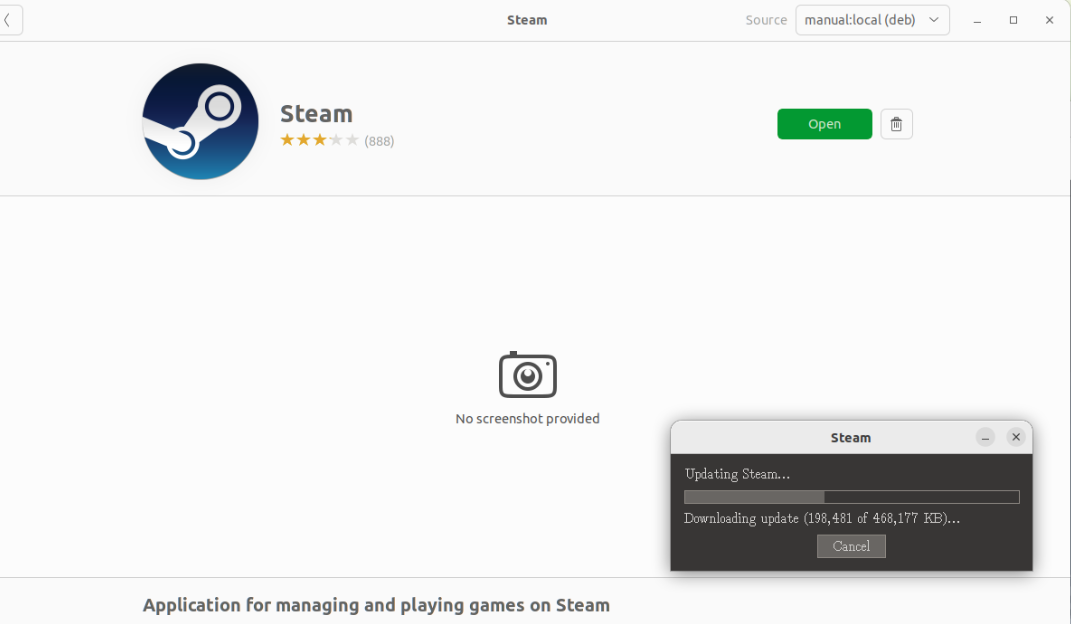 Steam
Source manual:local (deb)
Steam
(888)
Open
No screenshot provided
Steam
Updating Steam...
Downloading update (198,481 of 468,177 KB)...
Cancel
Application for managing and playing games on Steam